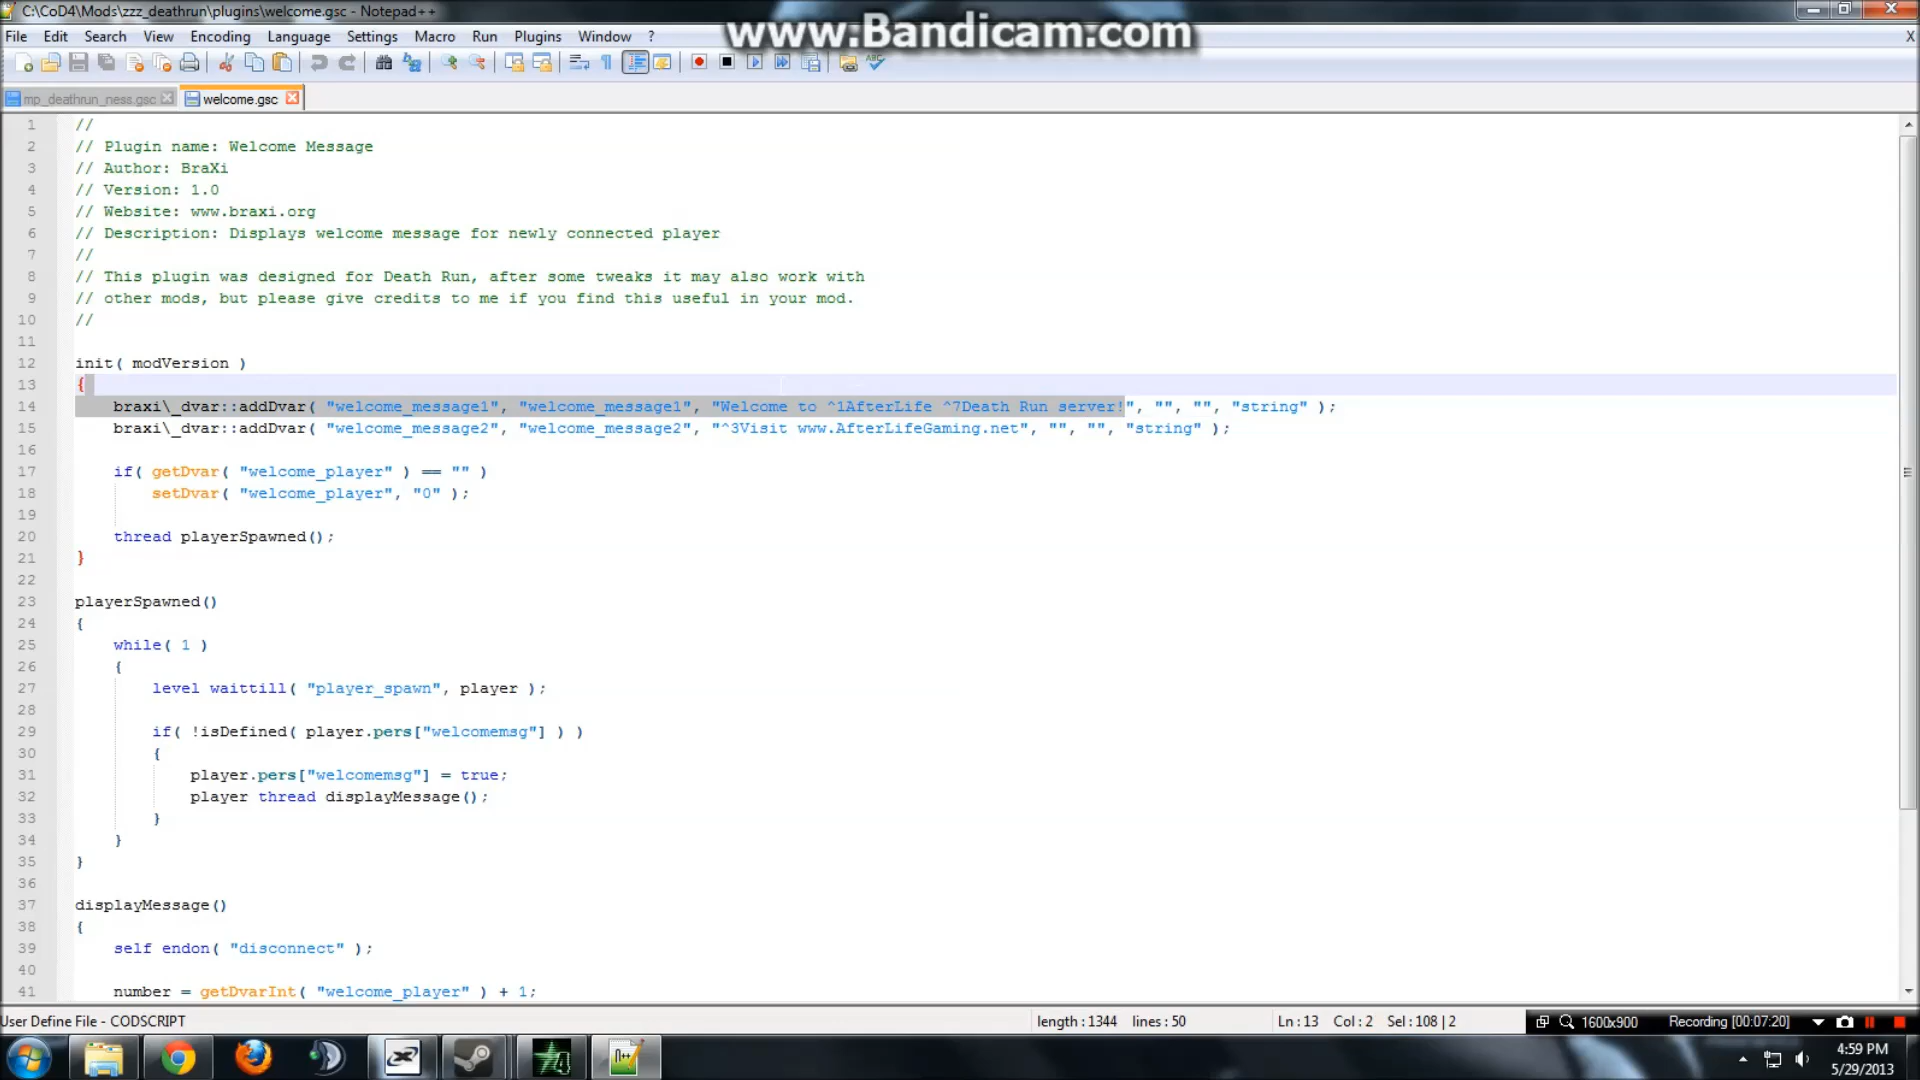 C:\CoD4\Mods\zzz_deathrun\plugins\welcome.gsc - Notepad++
www.Bandicam.com
File Edit Search View Encoding Language Settings Macro Run Plugins Window ? X
mp_deathrun_ness.gsc welcome.gsc
1 //
2 // Plugin name: Welcome Message
3 // Author: BraXi
4 // Version: 1.0
5 // Website: www.braxi.org
6 // Description: Displays welcome message for newly connected player
7 //
8 // This plugin was designed for Death Run, after some tweaks it may also work with
9 // other mods, but please give credits to me if you find this useful in your mod.
10 //
11
12 init( modVersion )
13 {
14 braxi\_dvar::addDvar( "welcome_message1", "welcome_message1", "Welcome to ^1AfterLife ^7Death Run server!", "", "", "string" );
15 braxi\_dvar::addDvar( "welcome_message2", "welcome_message2", "^3Visit www.AfterLifeGaming.net", "", "", "string" );
16
17 if( getDvar( "welcome_player" ) == "" )
18 setDvar( "welcome_player", "0" );
19
20 thread playerSpawned();
21 }
22
23 playerSpawned()
24 {
25 while( 1 )
26 {
27 level waittill( "player_spawn", player );
28
29 if( !isDefined( player.pers["welcomemsg"] ) )
30 {
31 player.pers["welcomemsg"] = true;
32 player thread displayMessage();
33 }
34 }
35 }
36
37 displayMessage()
38 {
39 self endon( "disconnect" );
40
41 number = getDvarInt( "welcome_player" ) + 1;
User Define File - CODSCRIPT length : 1344 lines : 50 Ln : 13 Col : 2 Sel : 108 | 2 1600x900 Recording [00:07:20]
4:59 PM
5/29/2013